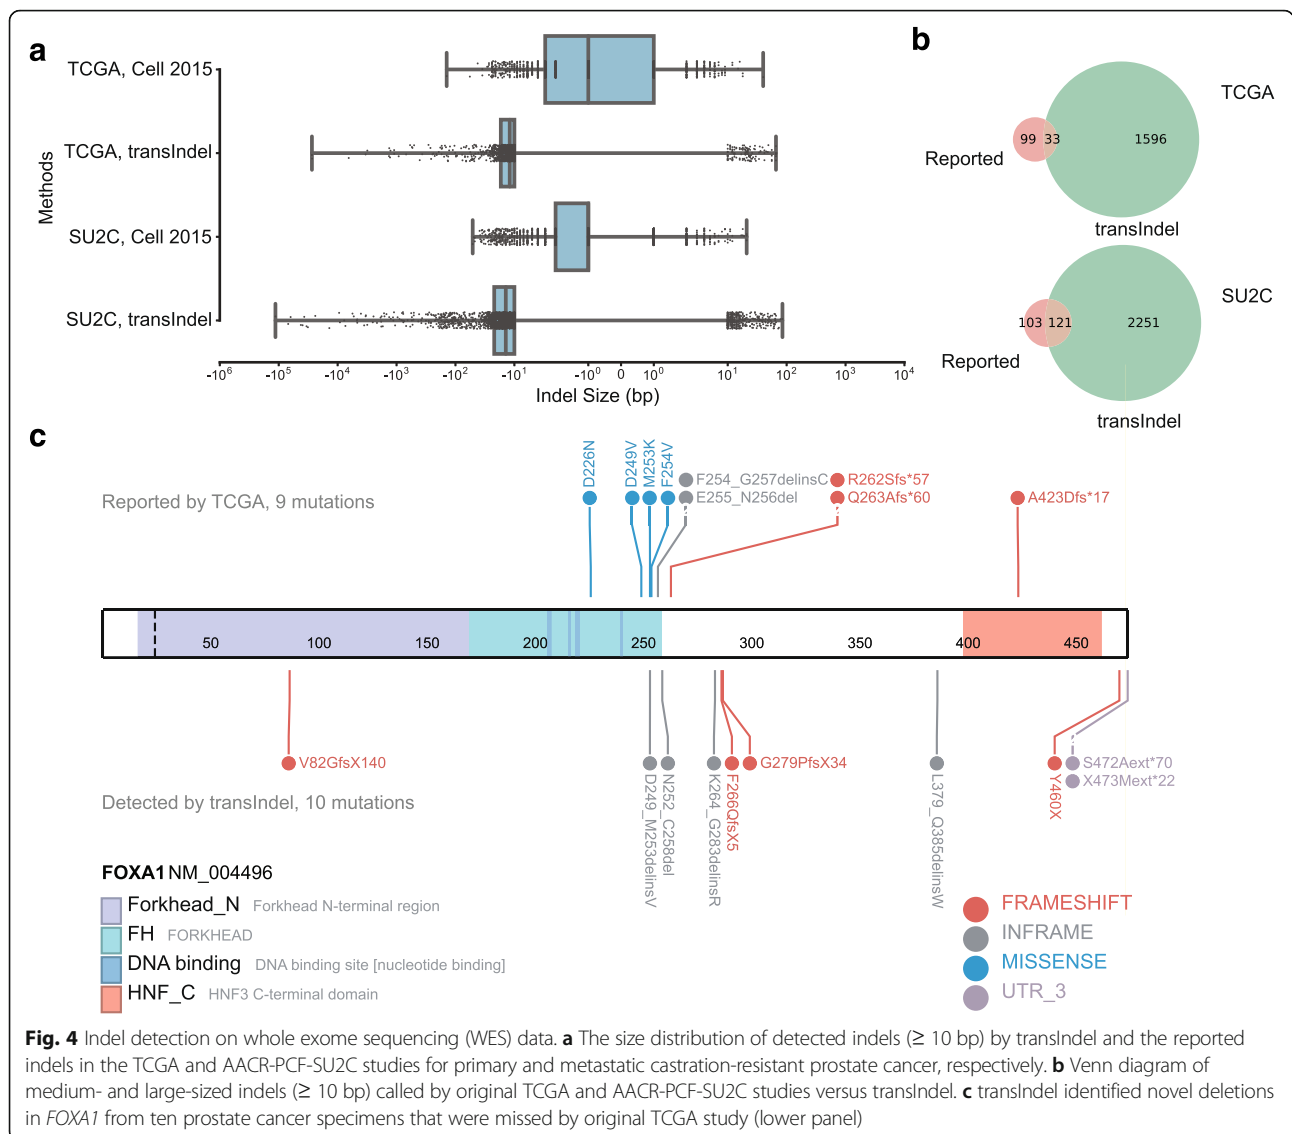 a
Methods
TCGA, Cell 2015
TCGA, transIndel
SU2C, Cell 2015
SU2C, transIndel
-10^6 -10^5 -10^4 -10^3 -10^2 -10^1 -10^0 0 10^0 10^1 10^2 10^3 10^4
Indel Size (bp)
b
TCGA
99 33 1596
Reported
transIndel
SU2C
103 121 2251
Reported
transIndel
c
Reported by TCGA, 9 mutations
D226N
D249V
M253K
F254V
F254_G257delinsC
E255_N256del
R262Sfs*57
Q263Afs*60
A423Dfs*17
50 100 150 200 250 300 350 400 450
V82GfsX140
D249_M253delinsV
N252_C258del
K264_G283delinsR
F266QfsX5
G279PfsX34
L379_Q385delinsW
Y460X
S472Aext*70
X473Mext*22
Detected by transIndel, 10 mutations
FOXA1 NM_004496
Forkhead_N Forkhead N-terminal region
FH FORKHEAD
DNA binding DNA binding site [nucleotide binding]
HNF_C HNF3 C-terminal domain
FRAMESHIFT
INFRAME
MISSENSE
UTR_3
Fig. 4 Indel detection on whole exome sequencing (WES) data. a The size distribution of detected indels (≥ 10 bp) by transIndel and the reported
indels in the TCGA and AACR-PCF-SU2C studies for primary and metastatic castration-resistant prostate cancer, respectively. b Venn diagram of
medium- and large-sized indels (≥ 10 bp) called by original TCGA and AACR-PCF-SU2C studies versus transIndel. c transIndel identified novel deletions
in FOXA1 from ten prostate cancer specimens that were missed by original TCGA study (lower panel)